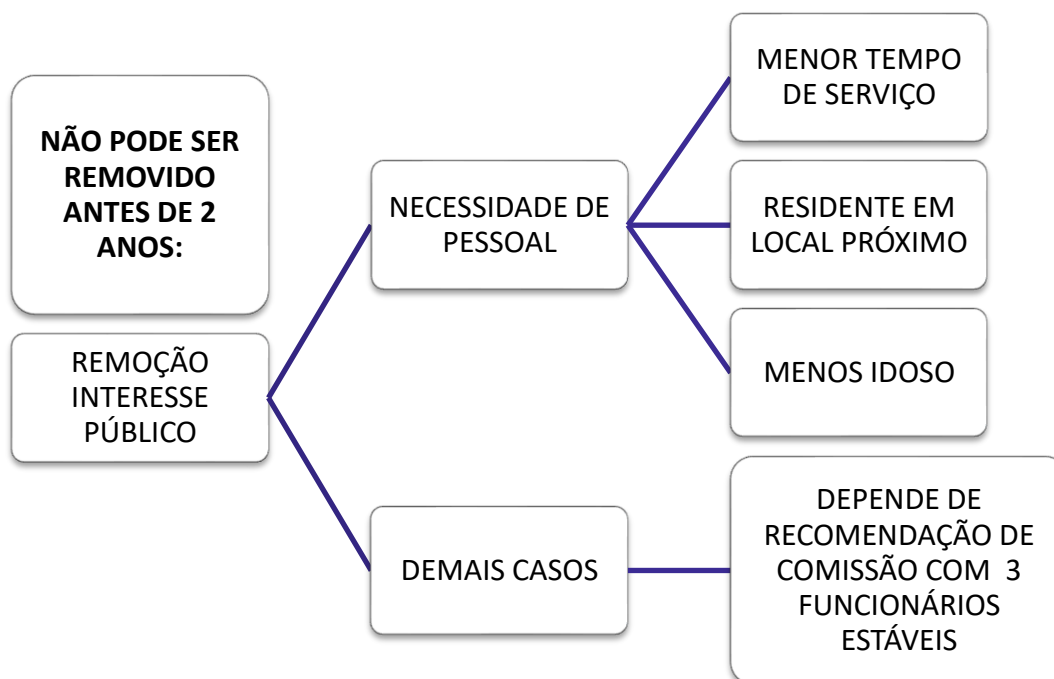 NÃO PODE SER
REMOVIDO
ANTES DE 2
ANOS:
REMOÇÃO
INTERESSE
PÚBLICO
NECESSIDADE DE
PESSOAL
MENOR TEMPO
DE SERVIÇO
RESIDENTE EM
LOCAL PRÓXIMO
MENOS IDOSO
DEMAIS CASOS
DEPENDE DE
RECOMENDAÇÃO DE
COMISSÃO COM  3
FUNCIONÁRIOS
ESTÁVEIS